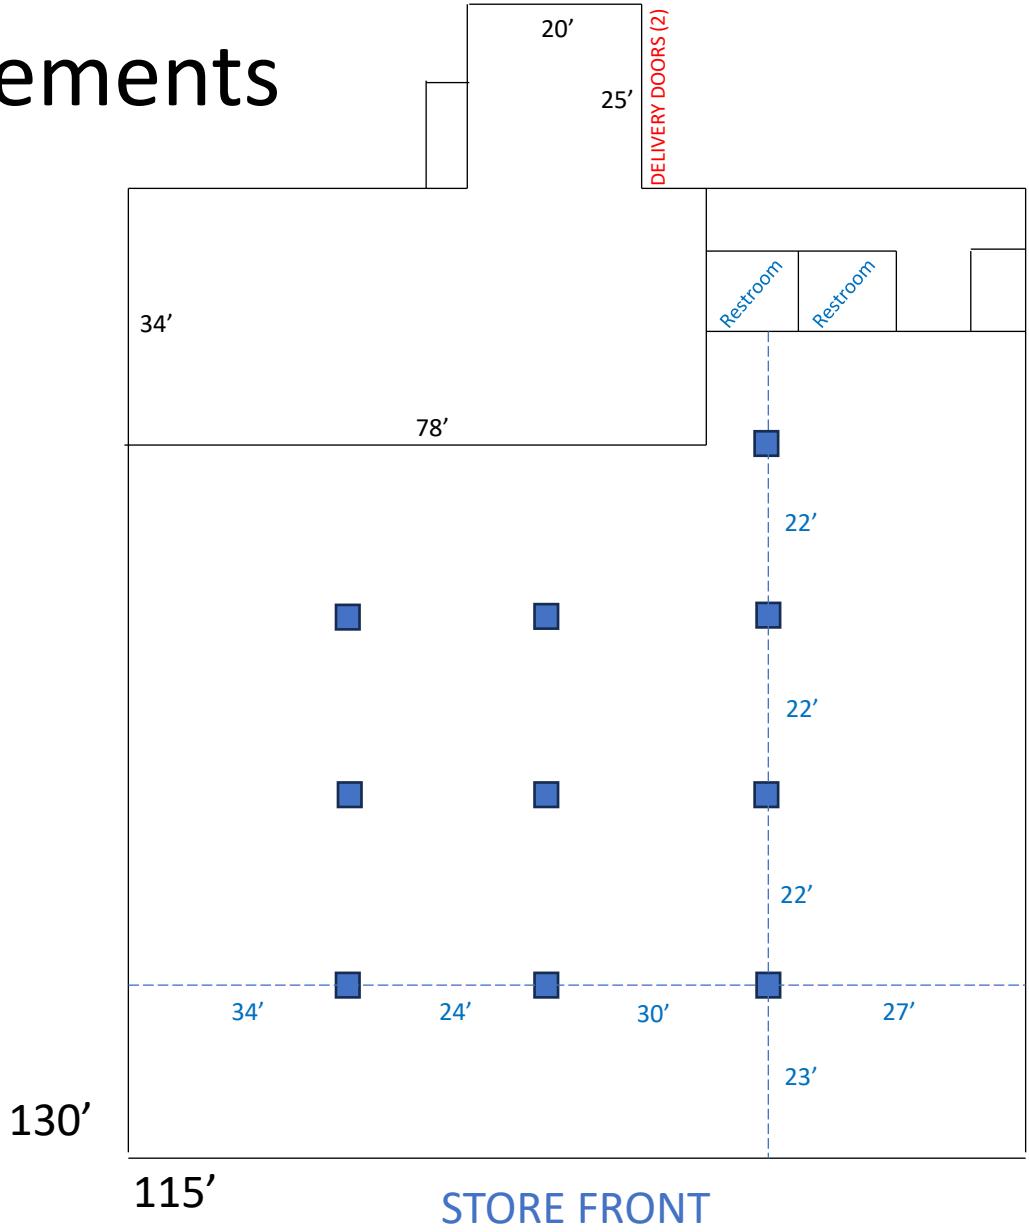 20’
ements
25’
DELIVERY DOORS (2)
Restroom
Restroom
34’
78’
22’
22’
22’
34’
24’
30’
27’
23’
130’
115’
STORE FRONT